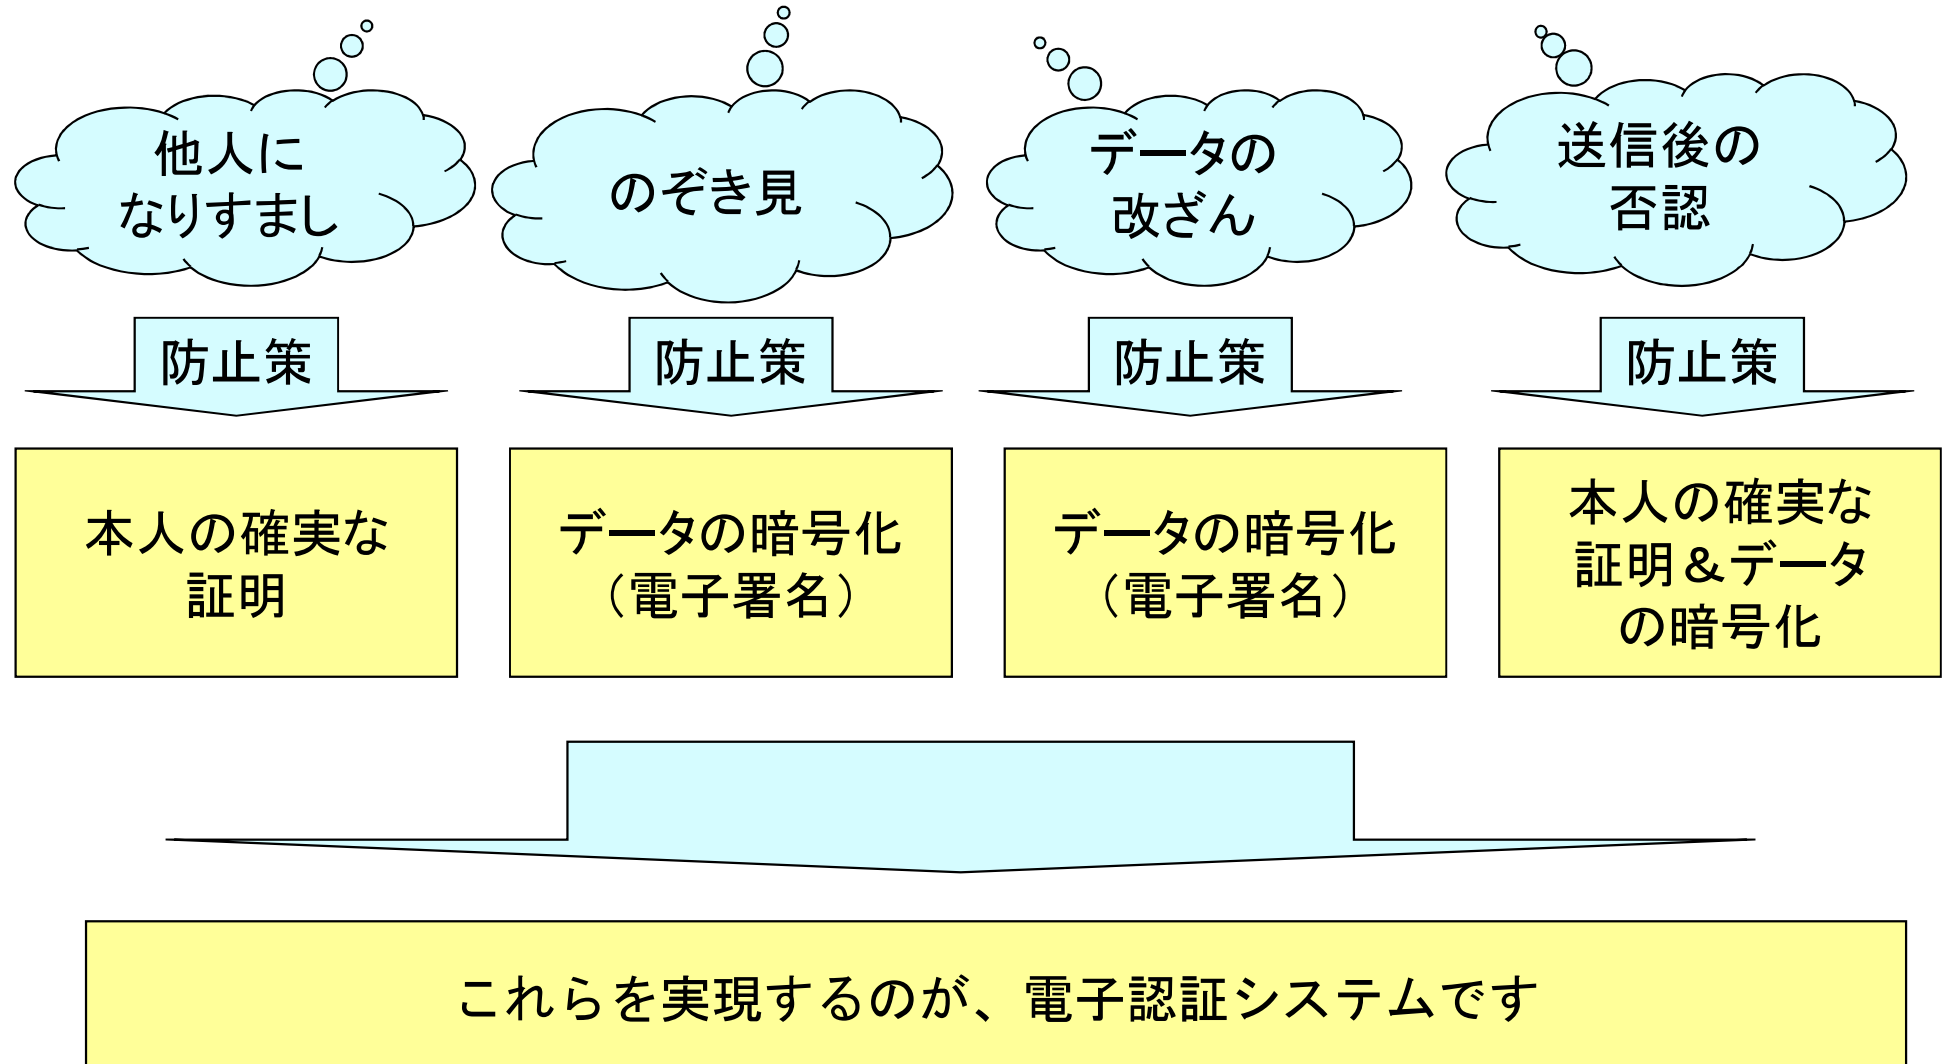 他人に
なりすまし
のぞき見
データの
改ざん
送信後の
否認
防止策
防止策
防止策
防止策
本人の確実な
証明
データの暗号化
（電子署名）
データの暗号化
（電子署名）
本人の確実な
証明＆データ
の暗号化
これらを実現するのが、電子認証システムです